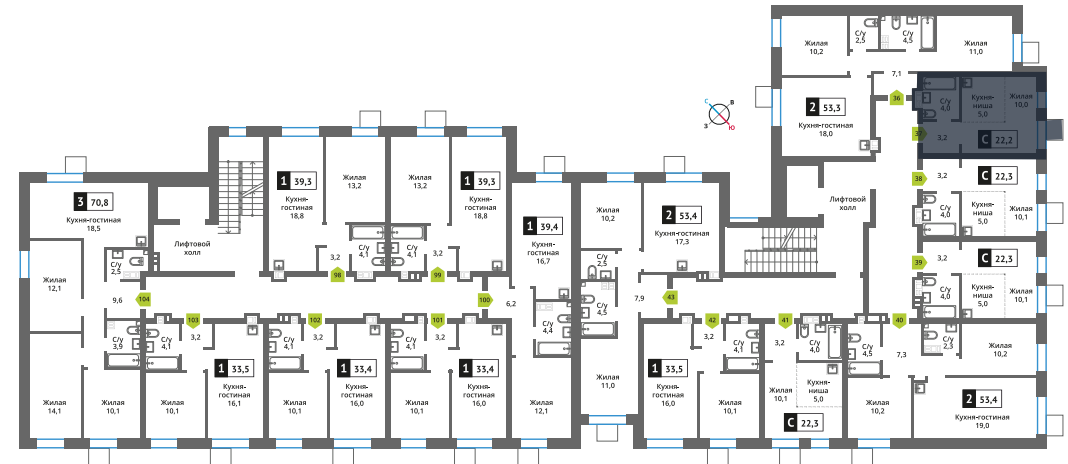 Жилая
10,2
С/у
2,5
С/у
4,5
Жилая
11,0
7,1
36
2 53,3
Кухня-гостиная
18,0
С/у
4,0
Кухня-
ниша
5,0
Жилая
10,0
37
3,2
С 22,2
С
В
З
Ю
38
3,2
С 22,3
С/у
4,0
Кухня-
ниша
5,0
Жилая
10,1
Лифтовой
холл
39
3,2
С 22,3
С/у
4,0
Кухня-
ниша
5,0
Жилая
10,1
3 70,8
Кухня-гостиная
18,5
Лифтовой
холл
С/у
2,5
Жилая
12,1
9,6
104
С/у
3,9
Жилая
14,1
Жилая
10,1
1 39,3
Кухня-
гостиная
18,8
Жилая
13,2
3,2
С/у
4,1
98
Жилая
13,2
1 39,3
Кухня-
гостиная
18,8
С/у
4,1
3,2
99
1 39,4
Кухня-
гостиная
16,7
100
6,2
С/у
4,4
Жилая
12,1
Жилая
10,2
2 53,4
Кухня-гостиная
17,3
С/у
2,5
С/у
4,5
7,9
43
Жилая
11,0
103
С/у
4,1
3,2
1 33,5
Кухня-
гостиная
16,1
Жилая
10,1
102
С/у
4,1
3,2
1 33,4
Кухня-
гостиная
16,0
Жилая
10,1
101
С/у
4,1
3,2
1 33,4
Кухня-
гостиная
16,0
Жилая
10,1
42
3,2
С/у
4,1
1 33,5
Кухня-
гостиная
16,0
Жилая
10,1
41
3,2
С/у
4,0
Жилая
10,1
Кухня-
ниша
5,0
С 22,3
40
С/у
4,5
7,3
С/у
2,3
Жилая
10,2
Жилая
10,2
2 53,4
Кухня-гостиная
19,0